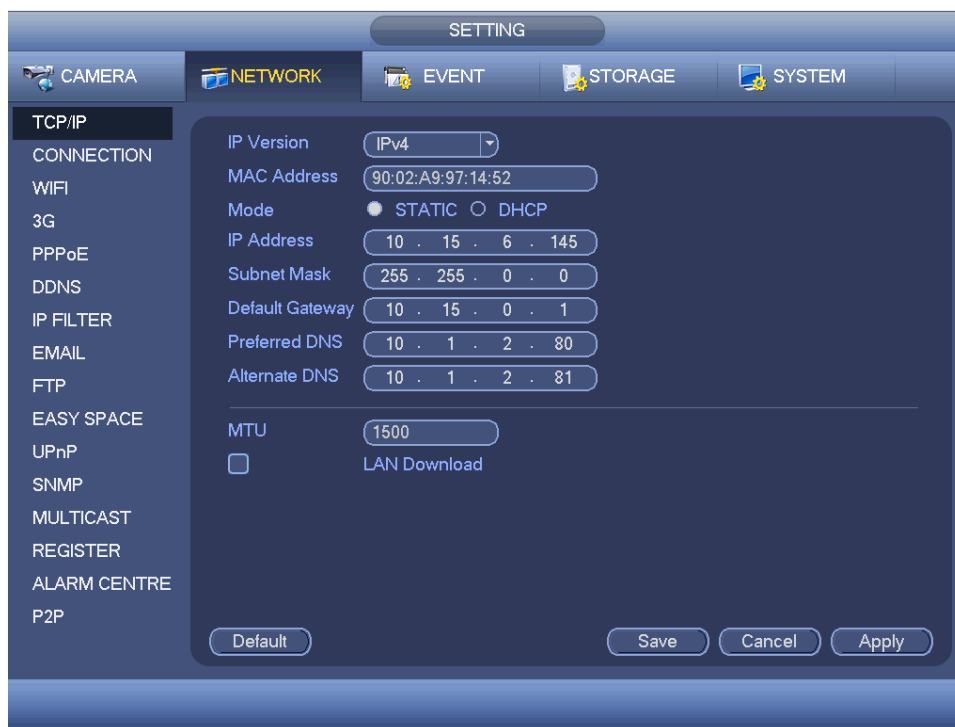 SETTING
CAMERA NETWORK EVENT STORAGE SYSTEM
TCP/IP
CONNECTION
WIFI
3G
PPPoE
DDNS
IP FILTER
EMAIL
FTP
EASY SPACE
UPnP
SNMP
MULTICAST
REGISTER
ALARM CENTRE
P2P
IP Version IPv4
MAC Address 90:02:A9:97:14:52
Mode STATIC DHCP
IP Address 10 . 15 . 6 . 145
Subnet Mask 255 . 255 . 0 . 0
Default Gateway 10 . 15 . 0 . 1
Preferred DNS 10 . 1 . 2 . 80
Alternate DNS 10 . 1 . 2 . 81
MTU 1500
LAN Download
Default Save Cancel Apply